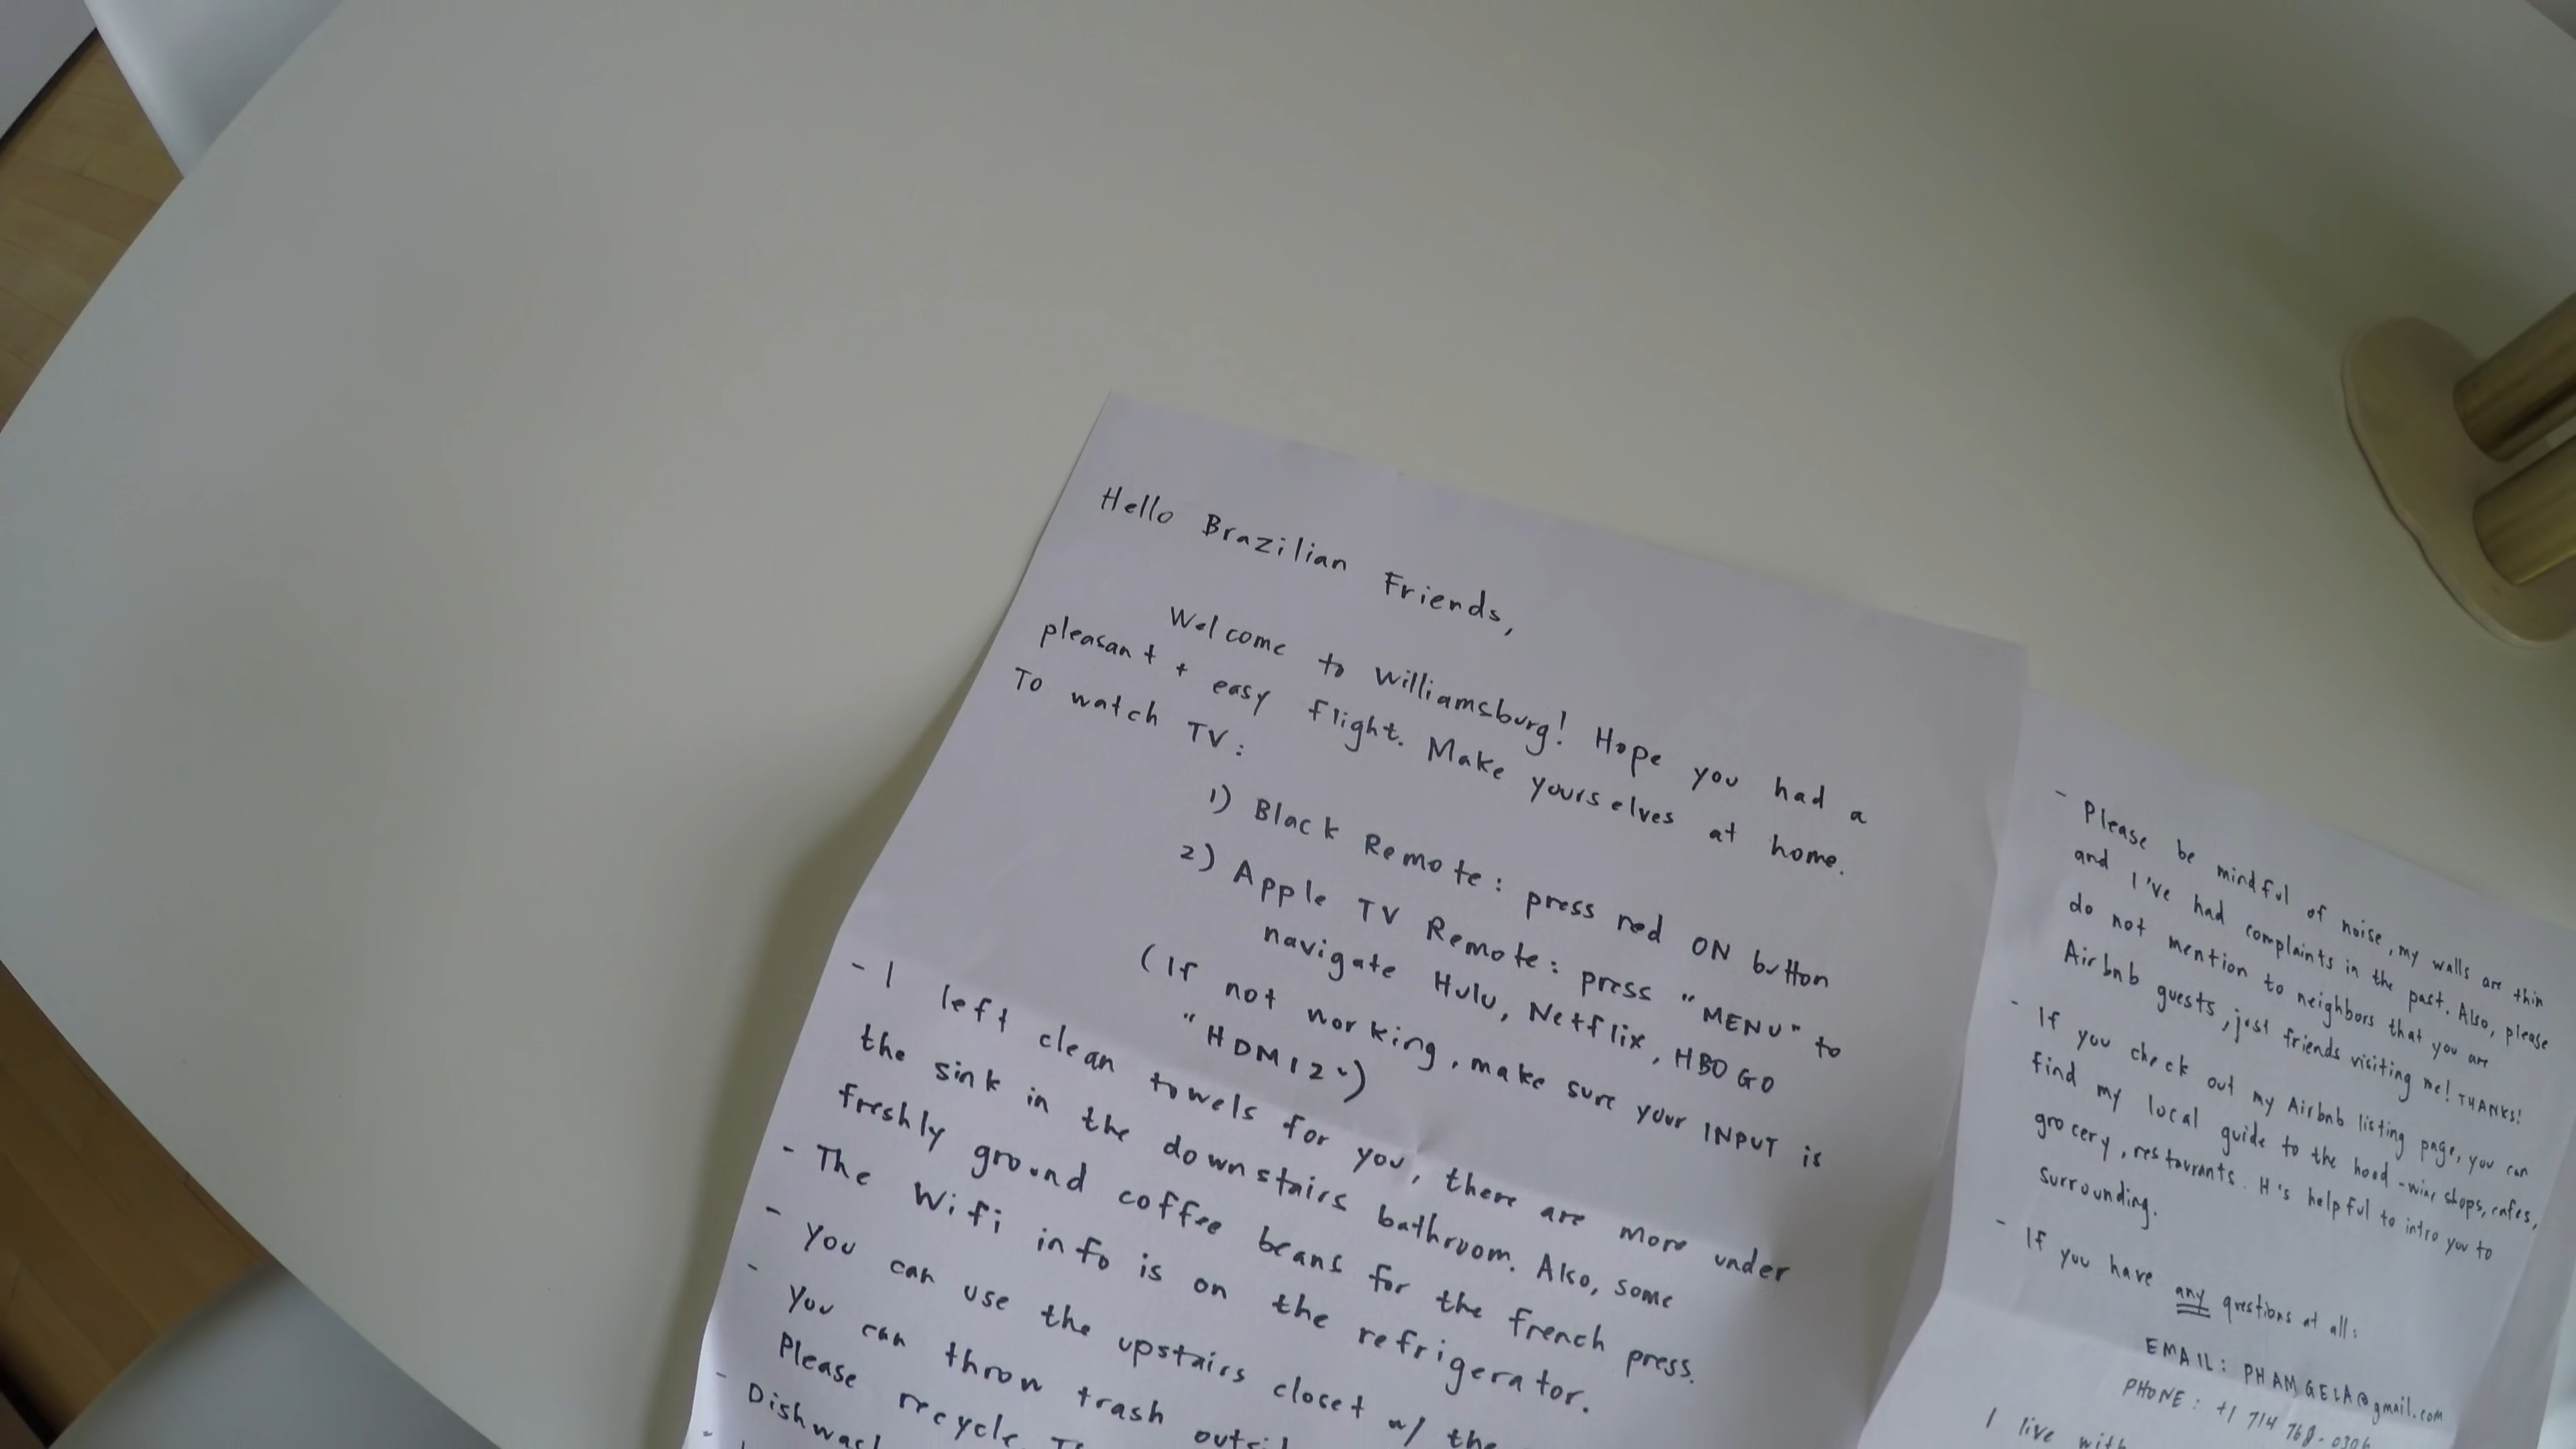 Hello Brazilian Friends,
Welcome to Williamsburg! Hope you had a
pleasant + easy flight. Make yourselves at home.
To watch TV:
1) Black Remote: press red ON button
2) Apple TV Remote: press "MENU" to
navigate Hulu, Netflix, HBO GO
(If not working, make sure your INPUT is
"HDMI 2")
- I left clean towels for you, there are more under
the sink in the downstairs bathroom. Also, some
freshly ground coffee beans for the french press.
- The Wifi info is on the refrigerator.
- You can use the upstairs closet w/ the
- You can throw trash
Please recycle.
- Please be mindful of noise, my walls are thin
and I've had complaints in the past. Also, please
do not mention to neighbors that you are
Airbnb guests, just friends visiting me! THANKS!
- If you check out my Airbnb listing page, you can
find my local guide to the hood - wine shops, cafes,
grocery, restaurants. It's helpful to intro you to
surrounding.
- If you have any questions at all:
EMAIL: PHAMGELA@gmail.com
PHONE: +1 714 768-0306
I live with